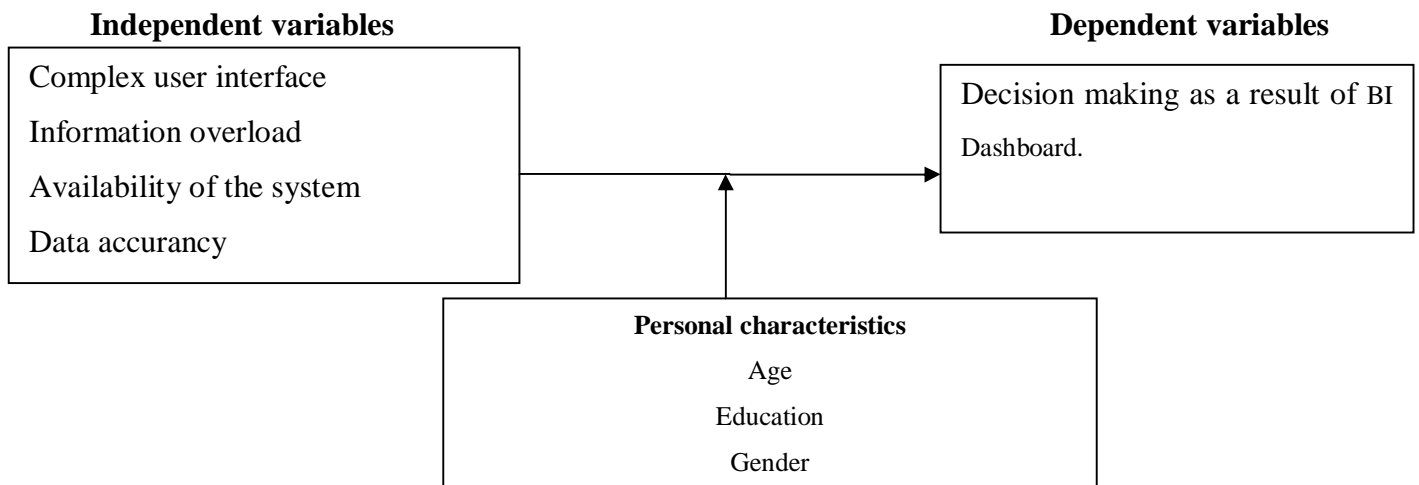 Independent variables
Complex user interface
Information overload
Availability of the system
Data accurancy
Dependent variables
Decision making as a result of BI
Dashboard.
Personal characteristics
Age
Education
Gender